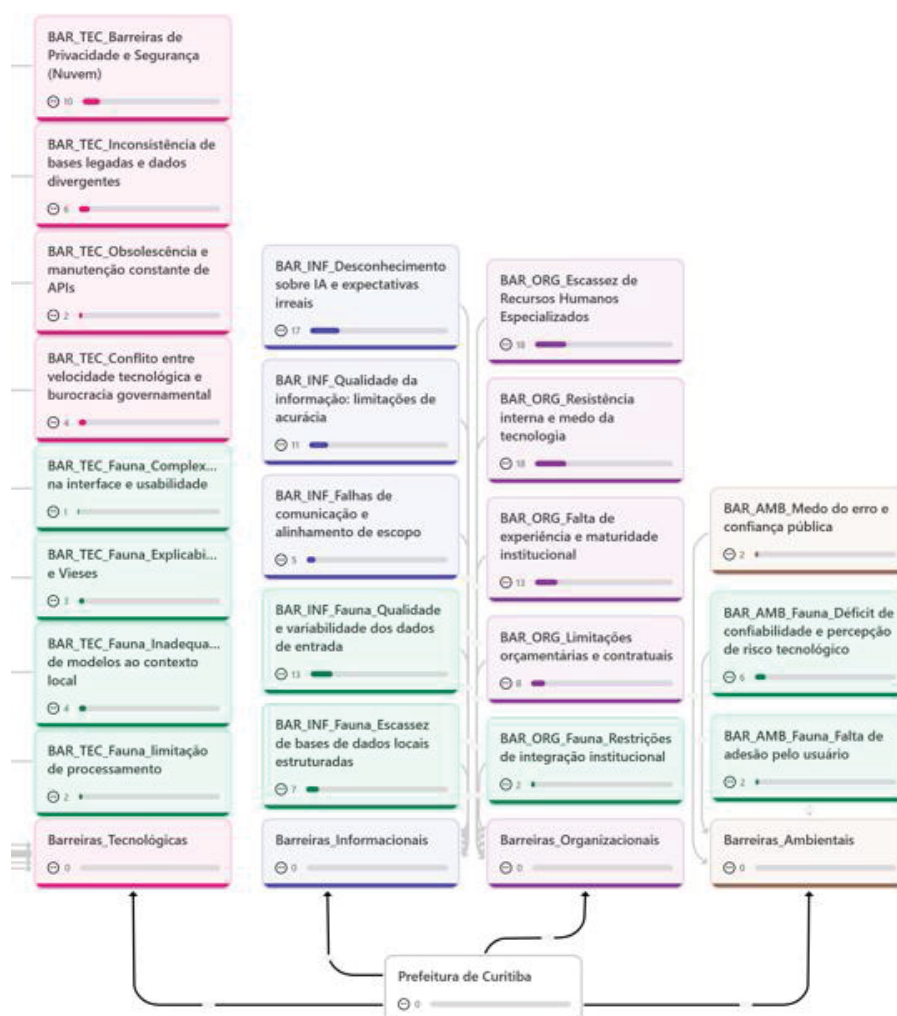 BAR_TEC_Barreiras de
Privacidade e Segurança
(Nuvem)
10
BAR_TEC_Inconsistência de
bases legadas e dados
divergentes
6
BAR_TEC_Obsolescência e
manutenção constante de
APIs
2
BAR_TEC_Conflito entre
velocidade tecnológica e
burocracia governamental
4
BAR_TEC_Fauna_Complex...
na interface e usabilidade
1
BAR_TEC_Fauna_Explicabi...
e Vieses
3
BAR_TEC_Fauna_Inadequa...
de modelos ao contexto
local
4
BAR_TEC_Fauna_limitação
de processamento
2
Barreiras_Tecnológicas
0
BAR_INF_Desconhecimento
sobre IA e expectativas
irreais
17
BAR_INF_Qualidade da
informação: limitações de
acurácia
11
BAR_INF_Falhas de
comunicação e
alinhamento de escopo
5
BAR_INF_Fauna_Qualidade
e variabilidade dos dados
de entrada
13
BAR_INF_Fauna_Escassez
de bases de dados locais
estruturadas
7
Barreiras_Informacionais
0
BAR_ORG_Escassez de
Recursos Humanos
Especializados
18
BAR_ORG_Resistência
interna e medo da
tecnologia
18
BAR_ORG_Falta de
experiência e maturidade
institucional
13
BAR_ORG_Limitações
orçamentárias e contratuais
8
BAR_ORG_Fauna_Restrições
de integração institucional
2
Barreiras_Organizacionais
0
BAR_AMB_Medo do erro e
confiança pública
2
BAR_AMB_Fauna_Déficit de
confiabilidade e percepção
de risco tecnológico
6
BAR_AMB_Fauna_Falta de
adesão pelo usuário
2
Barreiras_Ambientais
0
Prefeitura de Curitiba
0